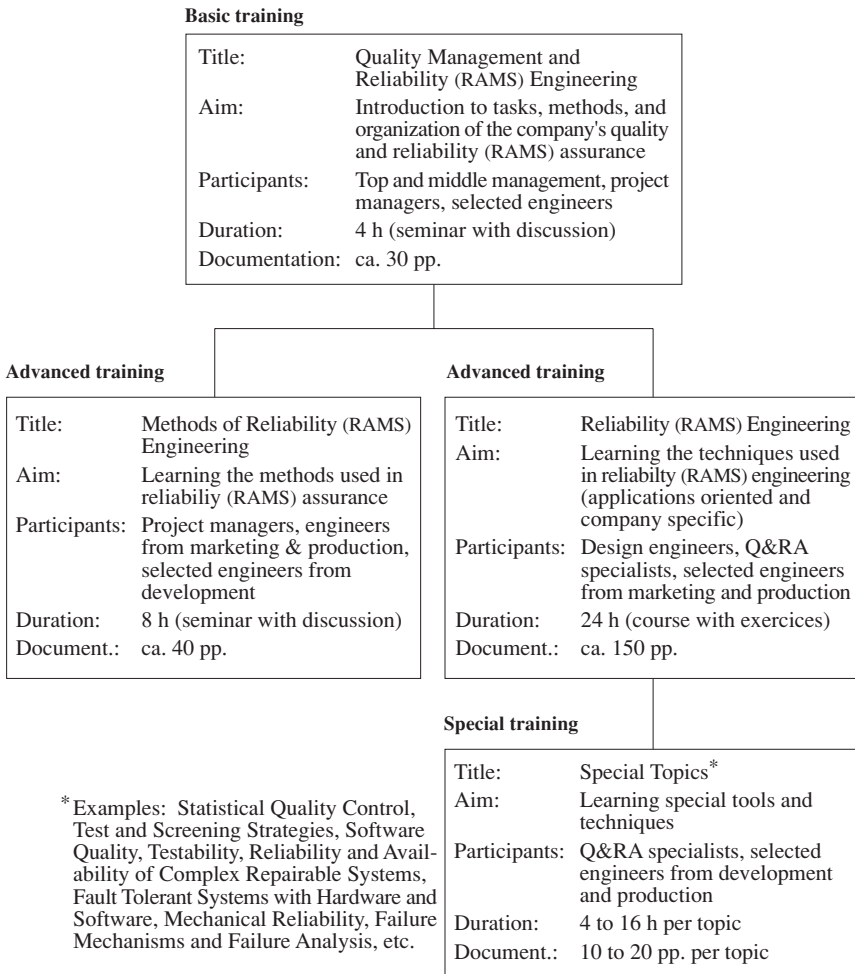 Basic training
Title: Quality Management and
Reliability (RAMS) Engineering
Aim: Introduction to tasks, methods, and
organization of the company's quality
and reliability (RAMS) assurance
Participants: Top and middle management, project
managers, selected engineers
Duration: 4 h (seminar with discussion)
Documentation: ca. 30 pp.
Advanced training
Title: Methods of Reliability (RAMS)
Engineering
Aim: Learning the methods used in
reliabiliy (RAMS) assurance
Participants: Project managers, engineers
from marketing & production,
selected engineers from
development
Duration: 8 h (seminar with discussion)
Document.: ca. 40 pp.
Advanced training
Title: Reliability (RAMS) Engineering
Aim: Learning the techniques used
in reliabilty (RAMS) engineering
(applications oriented and
company specific)
Participants: Design engineers, Q&RA
specialists, selected engineers
from marketing and production
Duration: 24 h (course with exercices)
Document.: ca. 150 pp.
Special training
Title: Special Topics*
Aim: Learning special tools and
techniques
Participants: Q&RA specialists, selected
engineers from development
and production
Duration: 4 to 16 h per topic
Document.: 10 to 20 pp. per topic
* Examples: Statistical Quality Control,
Test and Screening Strategies, Software
Quality, Testability, Reliability and Avail-
ability of Complex Repairable Systems,
Fault Tolerant Systems with Hardware and
Software, Mechanical Reliability, Failure
Mechanisms and Failure Analysis, etc.